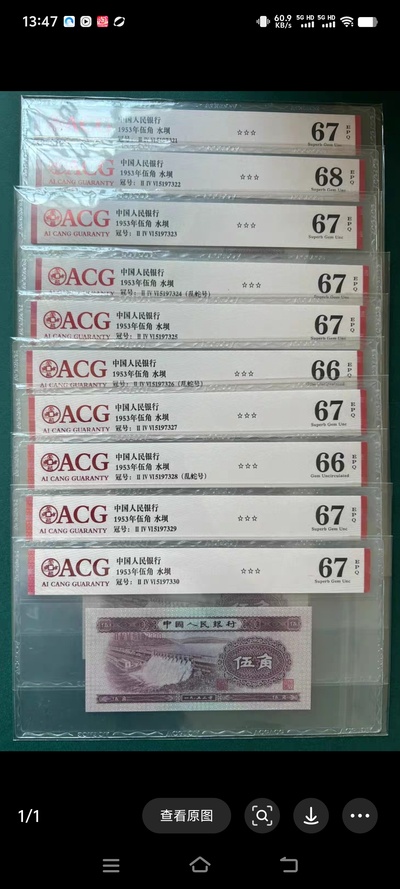 13:47
60.9 KB/s
5G HD
5G HD
中国人民银行
1953年伍角 水坝
☆☆☆
67
EPQ
Superb Gem Unc
ACG
AI CANG GUARANTY
中国人民银行
1953年伍角 水坝
冠号: II IV VI 5197322
☆☆☆
68
EPQ
Superb Gem Unc
ACG
AI CANG GUARANTY
中国人民银行
1953年伍角 水坝
冠号: II IV VI 5197323
☆☆☆
67
EPQ
Superb Gem Unc
ACG
AI CANG GUARANTY
中国人民银行
1953年伍角 水坝
冠号: II IV VI 5197324 (乱蛇号)
☆☆☆
67
EPQ
Superb Gem Unc
ACG
AI CANG GUARANTY
中国人民银行
1953年伍角 水坝
冠号: II IV VI 5197325
☆☆☆
67
EPQ
Superb Gem Unc
ACG
AI CANG GUARANTY
中国人民银行
1953年伍角 水坝
冠号: II IV VI 5197326 (乱蛇号)
☆☆☆
66
EPQ
ACG
AI CANG GUARANTY
中国人民银行
1953年伍角 水坝
冠号: II IV VI 5197327
☆☆☆
67
EPQ
Superb Gem Unc
ACG
AI CANG GUARANTY
中国人民银行
1953年伍角 水坝
冠号: II IV VI 5197328 (乱蛇号)
☆☆☆
66
EPQ
Gem Uncirculated
ACG
AI CANG GUARANTY
中国人民银行
1953年伍角 水坝
冠号: II IV VI 5197329
☆☆☆
67
EPQ
Superb Gem Unc
ACG
AI CANG GUARANTY
中国人民银行
1953年伍角 水坝
冠号: II IV VI 5197330
☆☆☆
67
EPQ
Superb Gem Unc
中国人民银行
伍角
1/1
查看原图